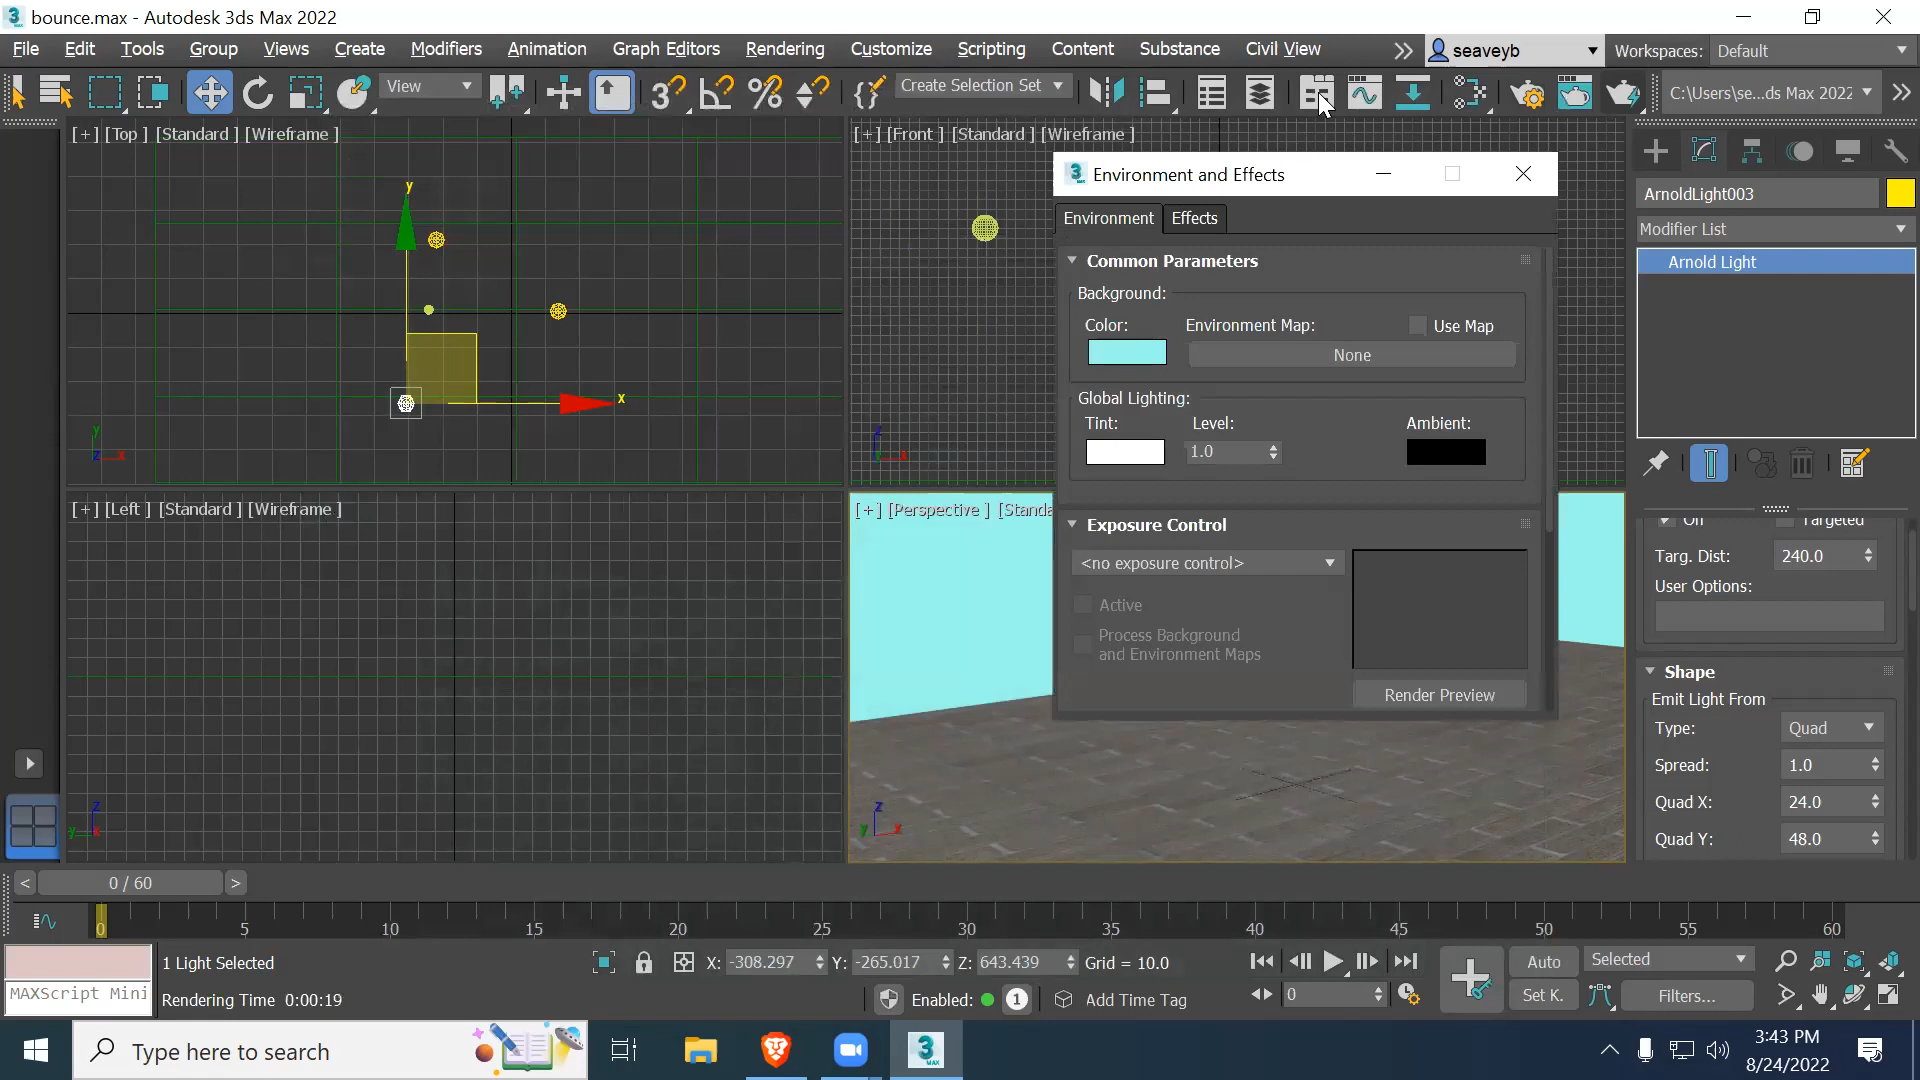 bounce.max - Autodesk 3ds Max 2022
File Edit Tools Group Views Create Modifiers Animation Graph Editors Rendering Customize Scripting Content Substance Civil View seaveyb Workspaces: Default
View Create Selection Set C:\Users\se...ds Max 2022
[+] [Top ] [Standard ] [Wireframe ]
[+] [Front ] [Standard ] [Wireframe ]
Environment and Effects
Environment Effects
Common Parameters
Background:
Color: Environment Map: Use Map
None
Global Lighting:
Tint: Level: Ambient:
1.0
Exposure Control
<no exposure control>
Active
Process Background
and Environment Maps
Render Preview
ArnoldLight003
Modifier List
Arnold Light
On Targeted
Targ. Dist: 240.0
User Options:
Shape
Emit Light From
Type: Quad
Spread: 1.0
Quad X: 24.0
Quad Y: 48.0
y
x
y
z x
z
x
[+] [Left ] [Standard ] [Wireframe ]
[+] [Perspective ] [Standa
z
y x
z
y x
< 0 / 60 >
0 5 10 15 20 25 30 35 40 45 50 55 60
1 Light Selected X: -308.297 Y: -265.017 Z: 643.439 Grid = 10.0 Auto Selected
MAXScript Mini Rendering Time 0:00:19 Enabled: 1 Add Time Tag 0 Set K. Filters...
Type here to search
3
MAX
3:43 PM
8/24/2022